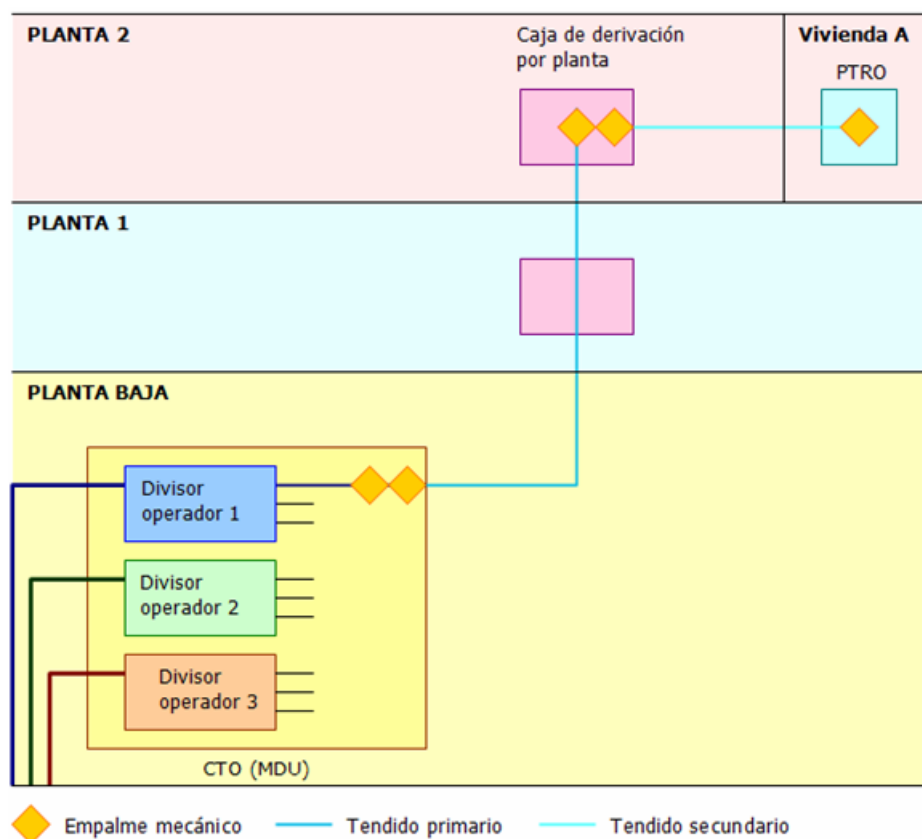 PLANTA 2
Caja de derivación
por planta
Vivienda A
PTRO
PLANTA 1
PLANTA BAJA
Divisor
operador 1
Divisor
operador 2
Divisor
operador 3
CTO (MDU)
Empalme mecánico
Tendido primario
Tendido secundario